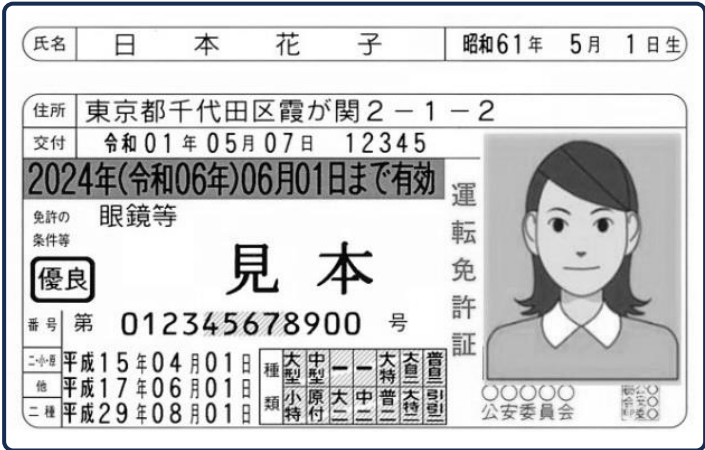 氏名 日本花子 昭和61年 5月 1日生
住所 東京都千代田区霞が関2-1-2
交付 令和01年05月07日 12345
2024年(令和06年)06月01日まで有効
免許の条件等 眼鏡等
見本
優良
番号 第 012345678900 号
二・小・原 平成15年04月01日
他 平成17年06月01日
二種 平成29年08月01日
種類 大型 中型 ー ー 大特 大自二 普自二
小特 原付 大二 中二 普二 大特二 引引二
運転免許証
○○○○○
公安委員会